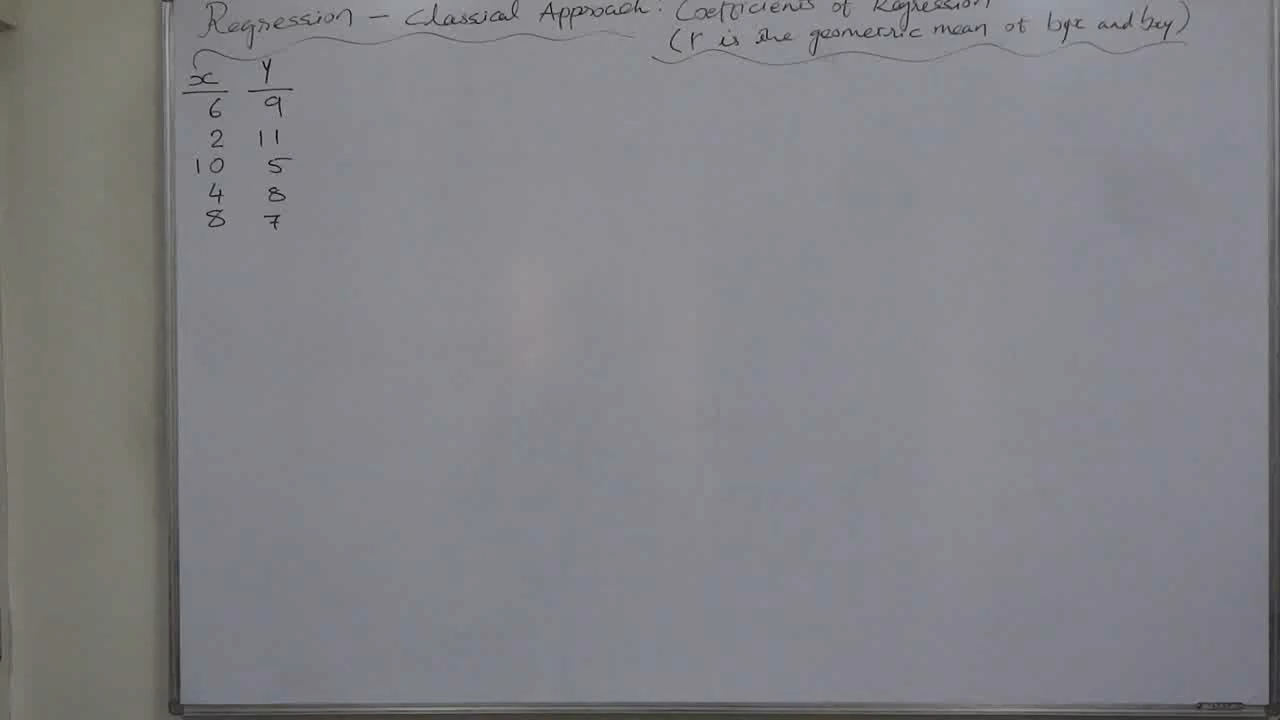 Regression - Classical Approach: Coefficients of Regression
(r is the geometric mean of byx and bxy)
x y
6 9
2 11
10 5
4 8
8 7